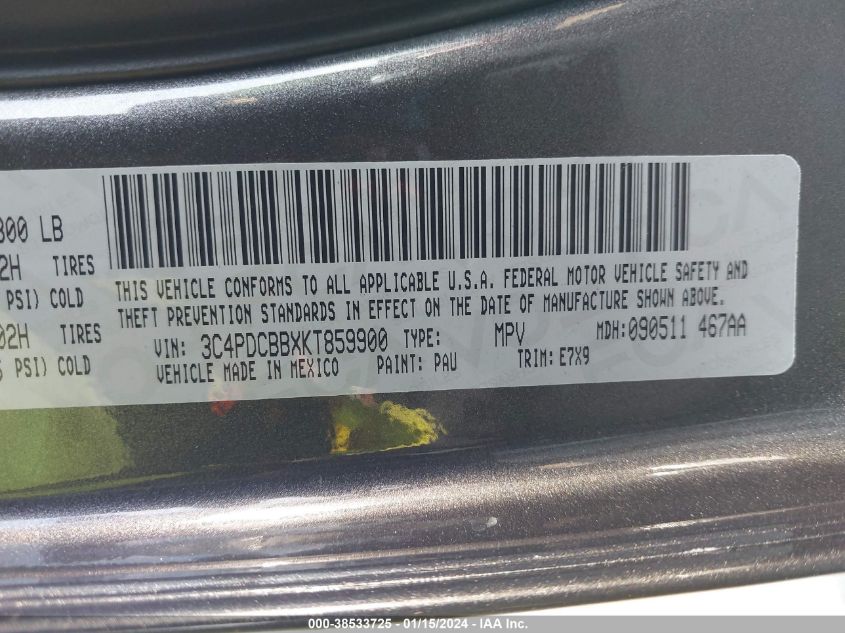 300 LB
2H TIRES
PSI) COLD
02H TIRES
PSI) COLD
THIS VEHICLE CONFORMS TO ALL APPLICABLE U.S.A. FEDERAL MOTOR VEHICLE SAFETY AND
THEFT PREVENTION STANDARDS IN EFFECT ON THE DATE OF MANUFACTURE SHOWN ABOVE.
VIN: 3C4PDCBBXKT859900 TYPE: MPV MDH:090511 467AA
VEHICLE MADE IN MEXICO PAINT: PAU TRIM: E7X9
000-38533725 - 01/15/2024 - IAA Inc.